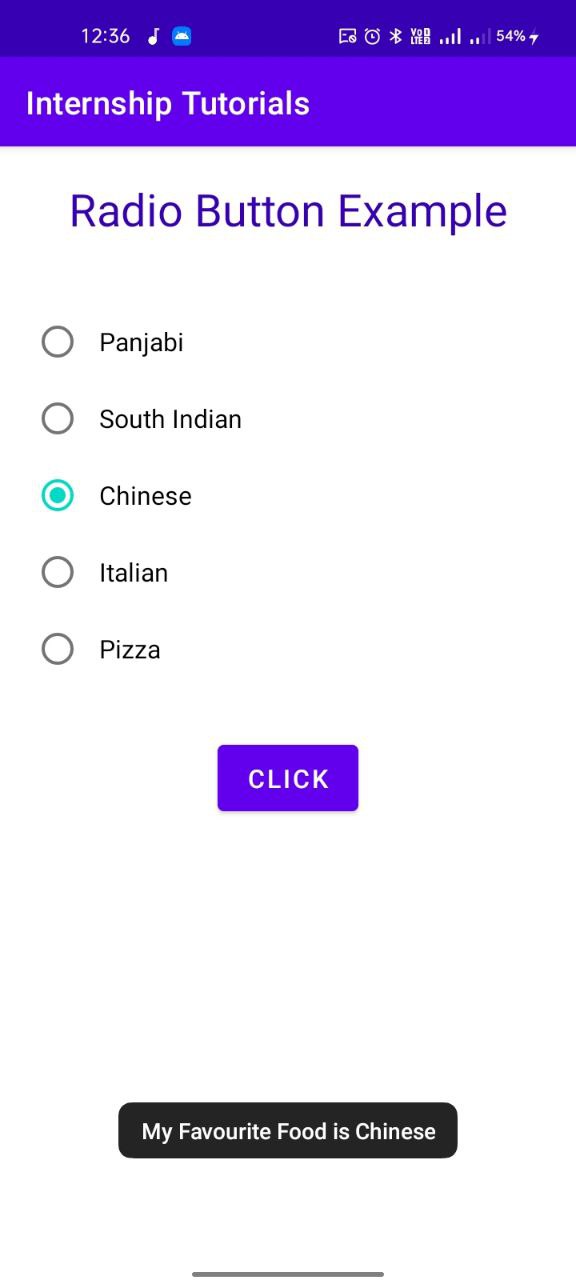 12:36 54%
Internship Tutorials
Radio Button Example
Panjabi
South Indian
Chinese
Italian
Pizza
CLICK
My Favourite Food is Chinese